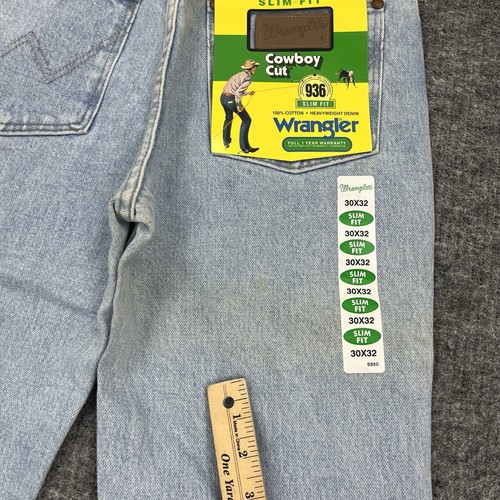 SLIM-FIT
Wrangler
Cowboy
Cut
936
SLIM FIT
100% COTTON • HEAVYWEIGHT DENIM
Wrangler
FULL 1 YEAR WARRANTY
Wrangler
30X32
SLIM
FIT
30X32
SLIM
FIT
30X32
SLIM
FIT
30X32
SLIM
FIT
30X32
SLIM
FIT
30X32
1
2
3
One Yar